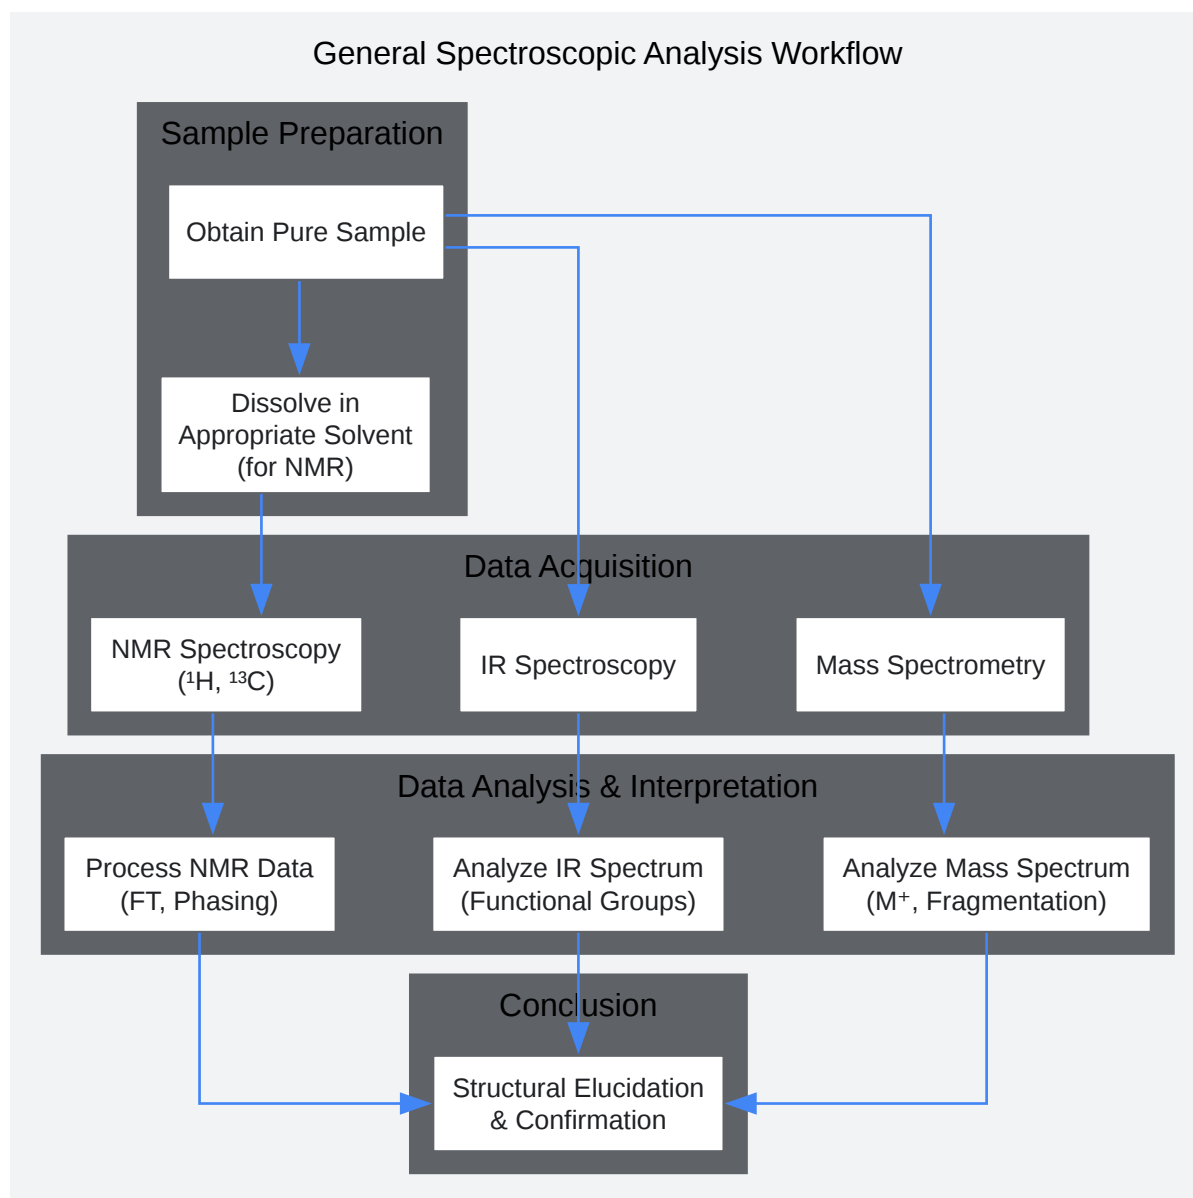 General Spectroscopic Analysis Workflow
Sample Preparation
Obtain Pure Sample
Dissolve in
Appropriate Solvent
(for NMR)
Data Acquisition
NMR Spectroscopy
(¹H, ¹³C)
IR Spectroscopy
Mass Spectrometry
Data Analysis & Interpretation
Process NMR Data
(FT, Phasing)
Analyze IR Spectrum
(Functional Groups)
Analyze Mass Spectrum
(M⁺, Fragmentation)
Conclusion
Structural Elucidation
& Confirmation